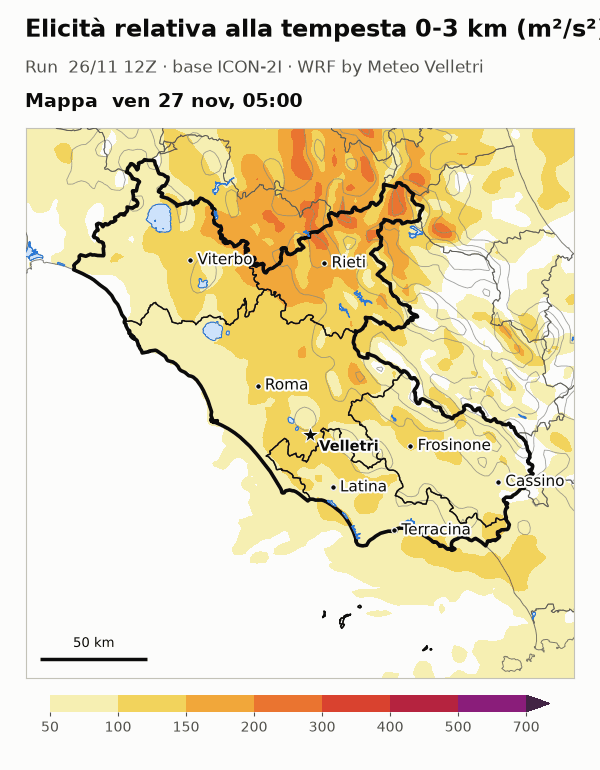 Elicità relativa alla tempesta 0-3 km (m²/s²)
Run 26/11 12Z · base ICON-2I · WRF by Meteo Velletri
Mappa ven 27 nov, 05:00
Viterbo
Rieti
Roma
Velletri
Frosinone
Cassino
Latina
Terracina
50 km
50 100 150 200 300 400 500 700